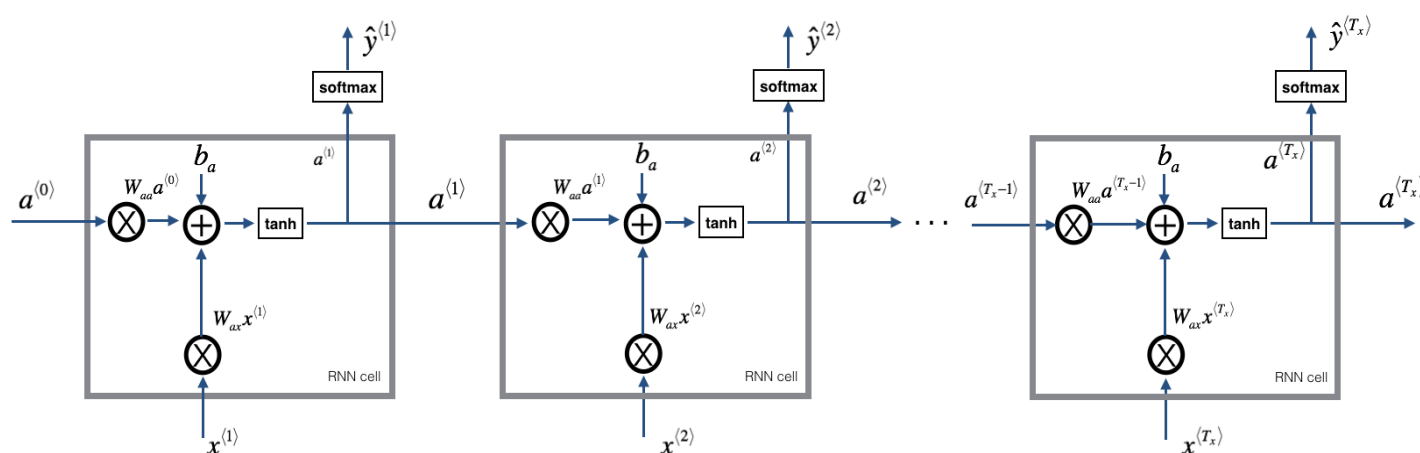 ŷ⟨1⟩ ŷ⟨2⟩ ŷ⟨Tₓ⟩
softmax softmax softmax
a⟨0⟩ W_aa a⟨0⟩ b_a a⟨1⟩
tanh
W_ax x⟨1⟩
RNN cell
x⟨1⟩
a⟨1⟩ W_aa a⟨1⟩ b_a a⟨2⟩
tanh
W_ax x⟨2⟩
RNN cell
x⟨2⟩
a⟨2⟩ ... a⟨Tₓ−1⟩
W_aa a⟨Tₓ−1⟩ b_a a⟨Tₓ⟩
tanh
W_ax x⟨Tₓ⟩
RNN cell
x⟨Tₓ⟩
a⟨Tₓ⟩